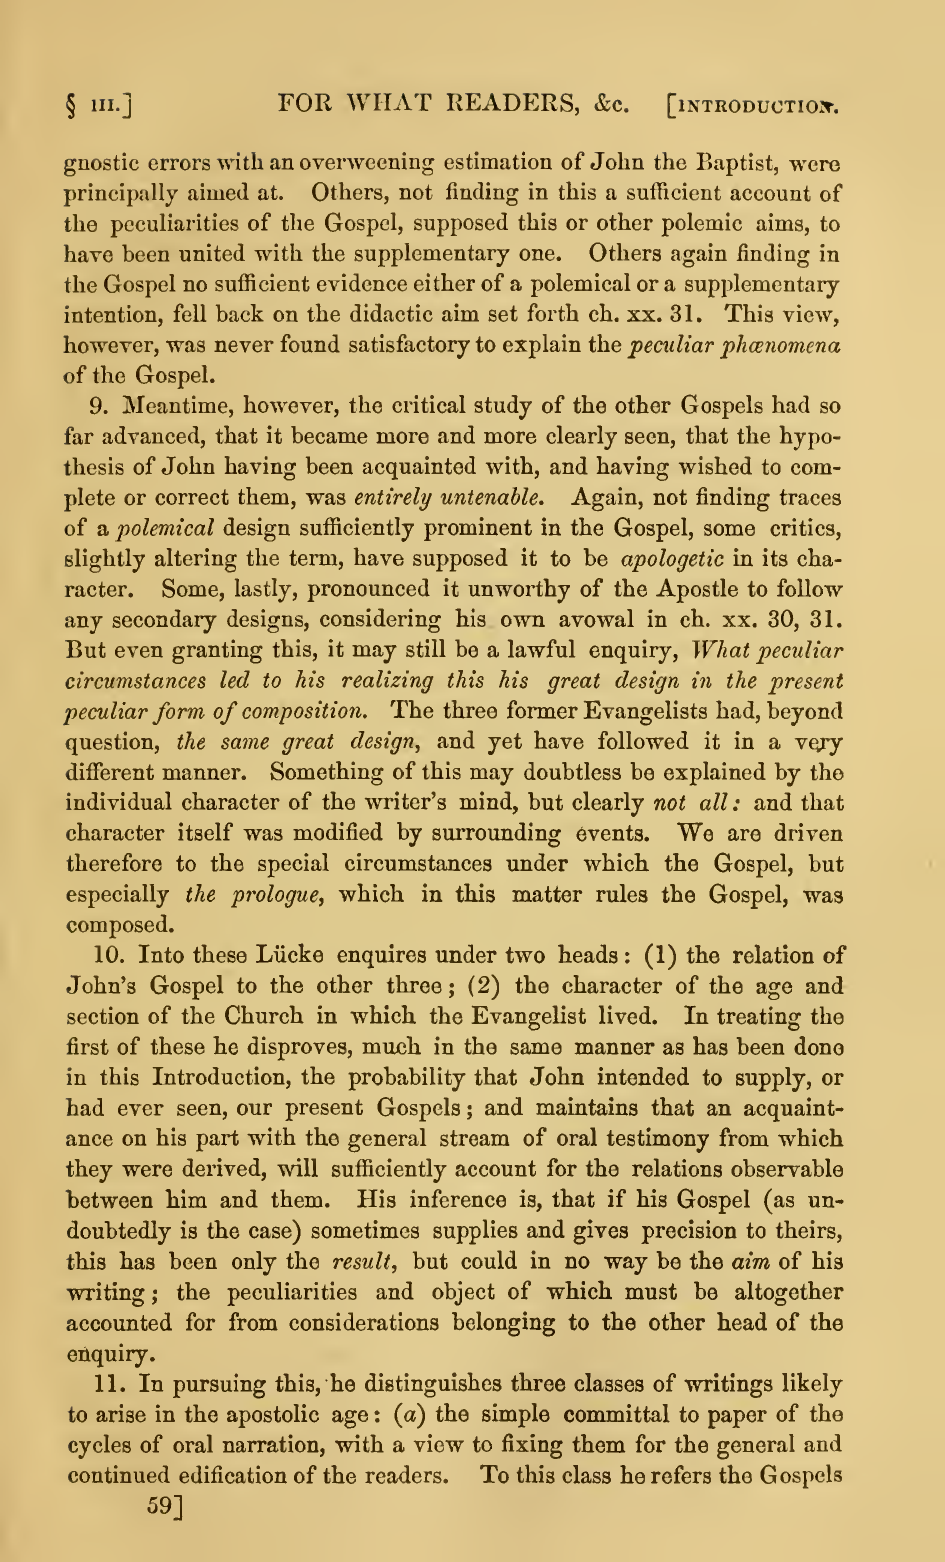 § III.] FOR WHAT READERS, &c. [INTRODUCTION.
gnostic errors with an overweening estimation of John the Baptist, were
principally aimed at. Others, not finding in this a sufficient account of
the peculiarities of the Gospel, supposed this or other polemic aims, to
have been united with the supplementary one. Others again finding in
the Gospel no sufficient evidence either of a polemical or a supplementary
intention, fell back on the didactic aim set forth ch. xx. 31. This view,
however, was never found satisfactory to explain the peculiar phœnomena
of the Gospel.
9. Meantime, however, the critical study of the other Gospels had so
far advanced, that it became more and more clearly seen, that the hypo-
thesis of John having been acquainted with, and having wished to com-
plete or correct them, was entirely untenable. Again, not finding traces
of a polemical design sufficiently prominent in the Gospel, some critics,
slightly altering the term, have supposed it to be apologetic in its cha-
racter. Some, lastly, pronounced it unworthy of the Apostle to follow
any secondary designs, considering his own avowal in ch. xx. 30, 31.
But even granting this, it may still be a lawful enquiry, What peculiar
circumstances led to his realizing this his great design in the present
peculiar form of composition. The three former Evangelists had, beyond
question, the same great design, and yet have followed it in a very
different manner. Something of this may doubtless be explained by the
individual character of the writer's mind, but clearly not all: and that
character itself was modified by surrounding events. We are driven
therefore to the special circumstances under which the Gospel, but
especially the prologue, which in this matter rules the Gospel, was
composed.
10. Into these Lücke enquires under two heads: (1) the relation of
John's Gospel to the other three; (2) the character of the age and
section of the Church in which the Evangelist lived. In treating the
first of these he disproves, much in the same manner as has been done
in this Introduction, the probability that John intended to supply, or
had ever seen, our present Gospels; and maintains that an acquaint-
ance on his part with the general stream of oral testimony from which
they were derived, will sufficiently account for the relations observable
between him and them. His inference is, that if his Gospel (as un-
doubtedly is the case) sometimes supplies and gives precision to theirs,
this has been only the result, but could in no way be the aim of his
writing; the peculiarities and object of which must be altogether
accounted for from considerations belonging to the other head of the
enquiry.
11. In pursuing this, he distinguishes three classes of writings likely
to arise in the apostolic age: (a) the simple committal to paper of the
cycles of oral narration, with a view to fixing them for the general and
continued edification of the readers. To this class he refers the Gospels
59]